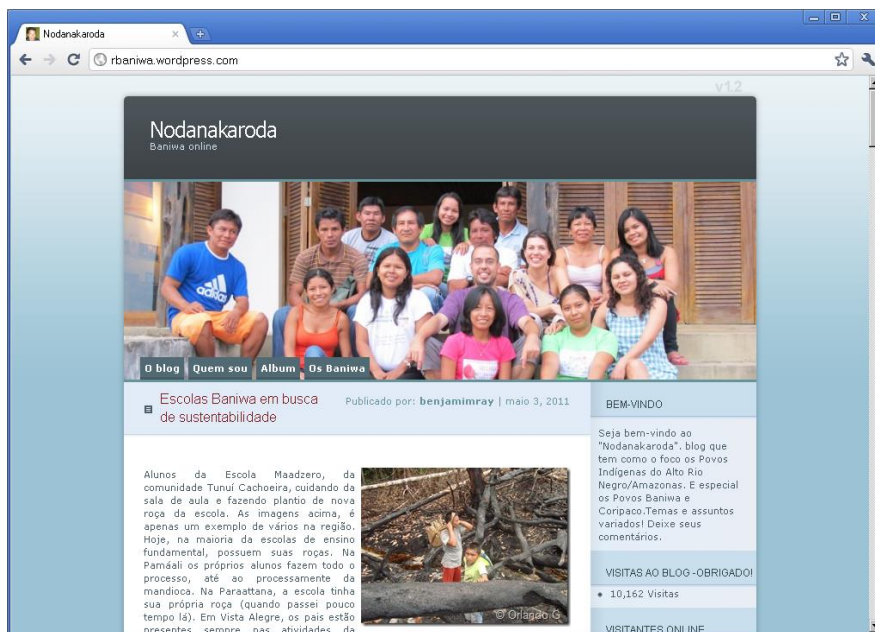 Nodanakaroda
rbaniwa.wordpress.com
v1.2
Nodanakaroda
Baniwa online
adidas
O blog Quem sou Album Os Baniwa
Escolas Baniwa em busca
de sustentabilidade
Publicado por: benjamimray | maio 3, 2011
Alunos da Escola Maadzero, da
comunidade Tunuí Cachoeira, cuidando da
sala de aula e fazendo plantio de nova
roça da escola. As imagens acima, é
apenas um exemplo de vários na região.
Hoje, na maioria da escolas de ensino
fundamental, possuem suas roças. Na
Pamáali os próprios alunos fazem todo o
processo, até ao processamento da
mandioca. Na Paraattana, a escola tinha
sua própria roça (quando passei pouco
tempo lá). Em Vista Alegre, os pais estão
presentes sempre nas atividades da
© Orlando G
BEM-VINDO
Seja bem-vindo ao
"Nodanakaroda". blog que
tem como o foco os Povos
Indígenas do Alto Rio
Negro/Amazonas. E especial
os Povos Baniwa e
Coripaco.Temas e assuntos
variados! Deixe seus
comentários.
VISITAS AO BLOG -OBRIGADO!
10,162 Visitas
VISITANTES ONLINE